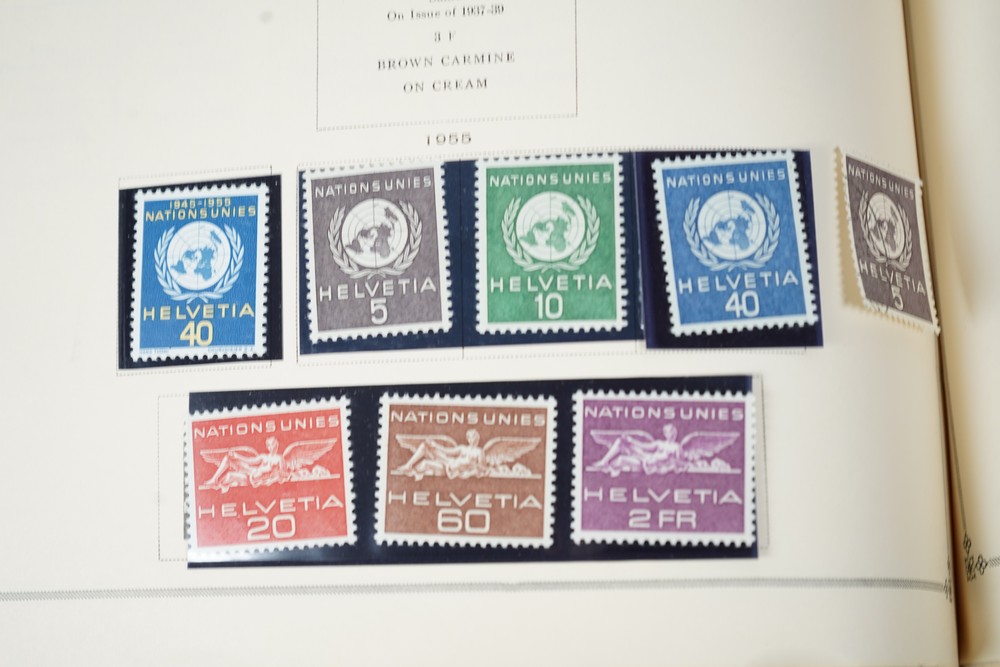 On Issue of 1937-39
3 F
BROWN CARMINE
ON CREAM
1955
1945-1955
NATIONS UNIES
HELVETIA
40
NATIONS UNIES
HELVETIA
5
NATIONS UNIES
HELVETIA
10
NATIONS UNIES
HELVETIA
40
NATIONS UNIES
HELVETIA
5
NATIONS UNIES
HELVETIA
20
NATIONS UNIES
HELVETIA
60
NATIONS UNIES
HELVETIA
2 FR